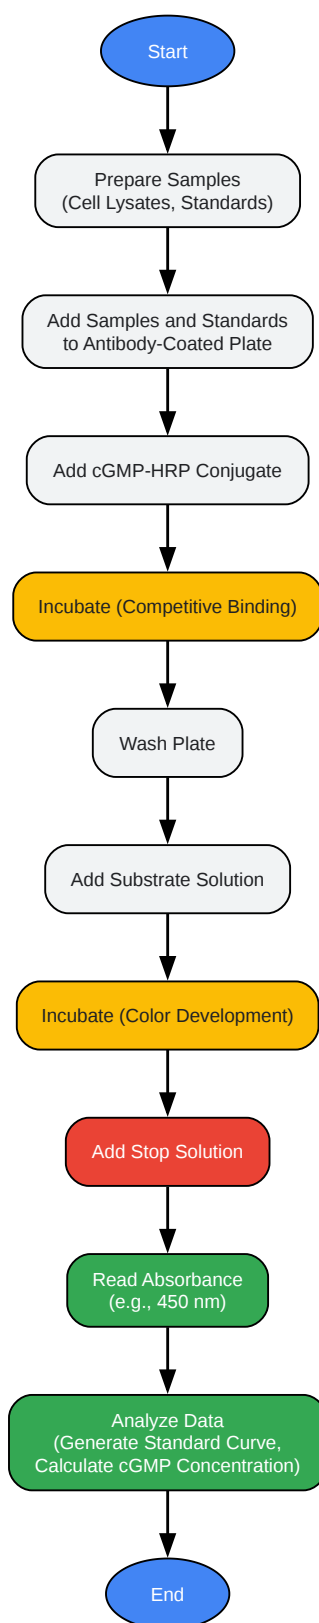 Start
Prepare Samples
(Cell Lysates, Standards)
Add Samples and Standards
to Antibody-Coated Plate
Add cGMP-HRP Conjugate
Incubate (Competitive Binding)
Wash Plate
Add Substrate Solution
Incubate (Color Development)
Add Stop Solution
Read Absorbance
(e.g., 450 nm)
Analyze Data
(Generate Standard Curve,
Calculate cGMP Concentration)
End